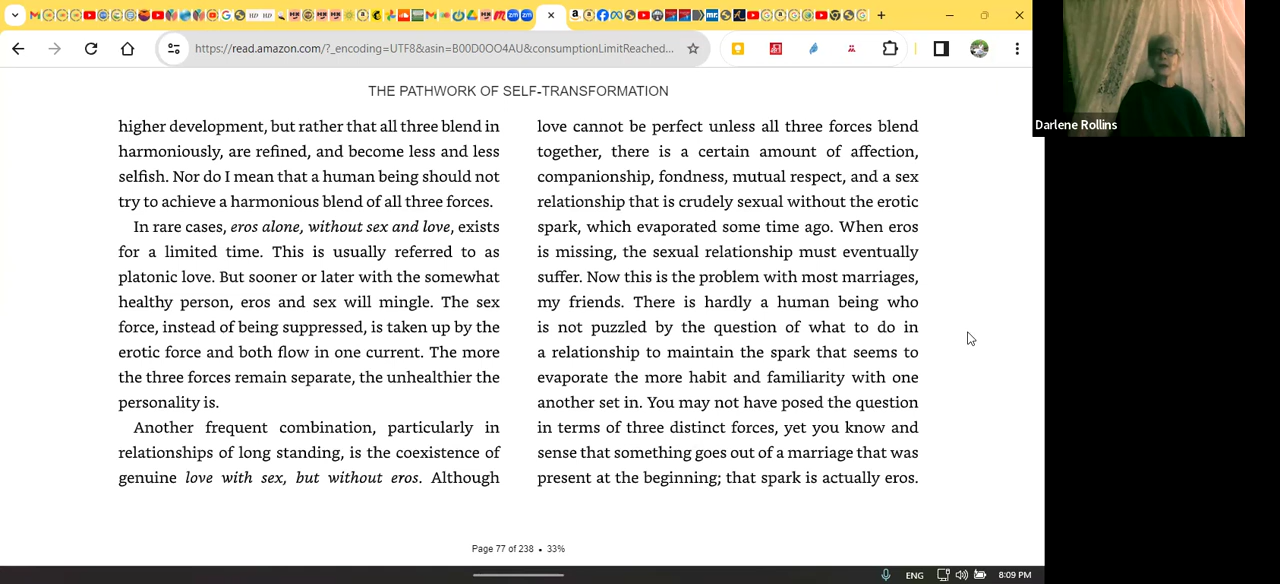 https://read.amazon.com/?_encoding=UTF8&asin=B00D0OO4AU&consumptionLimitReached...
Darlene Rollins
THE PATHWORK OF SELF-TRANSFORMATION
higher development, but rather that all three blend in
harmoniously, are refined, and become less and less
selfish. Nor do I mean that a human being should not
try to achieve a harmonious blend of all three forces.
In rare cases, eros alone, without sex and love, exists
for a limited time. This is usually referred to as
platonic love. But sooner or later with the somewhat
healthy person, eros and sex will mingle. The sex
force, instead of being suppressed, is taken up by the
erotic force and both flow in one current. The more
the three forces remain separate, the unhealthier the
personality is.
Another frequent combination, particularly in
relationships of long standing, is the coexistence of
genuine love with sex, but without eros. Although
love cannot be perfect unless all three forces blend
together, there is a certain amount of affection,
companionship, fondness, mutual respect, and a sex
relationship that is crudely sexual without the erotic
spark, which evaporated some time ago. When eros
is missing, the sexual relationship must eventually
suffer. Now this is the problem with most marriages,
my friends. There is hardly a human being who
is not puzzled by the question of what to do in
a relationship to maintain the spark that seems to
evaporate the more habit and familiarity with one
another set in. You may not have posed the question
in terms of three distinct forces, yet you know and
sense that something goes out of a marriage that was
present at the beginning; that spark is actually eros.
Page 77 of 238 • 33%
ENG
8:09 PM